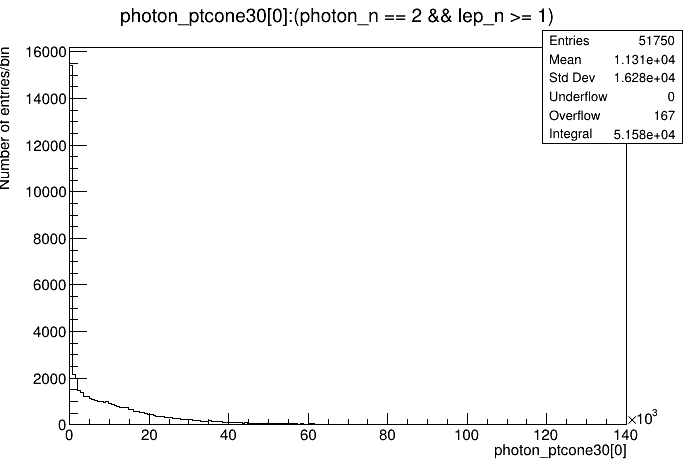 photon_ptcone30[0]:(photon_n == 2 && lep_n >= 1)
Entries 51750
Mean 1.131e+04
Std Dev 1.628e+04
Underflow 0
Overflow 167
Integral 5.158e+04
Number of entries/bin
16000
14000
12000
10000
8000
6000
4000
2000
0
0 20 40 60 80 100 120 140
×10³
photon_ptcone30[0]